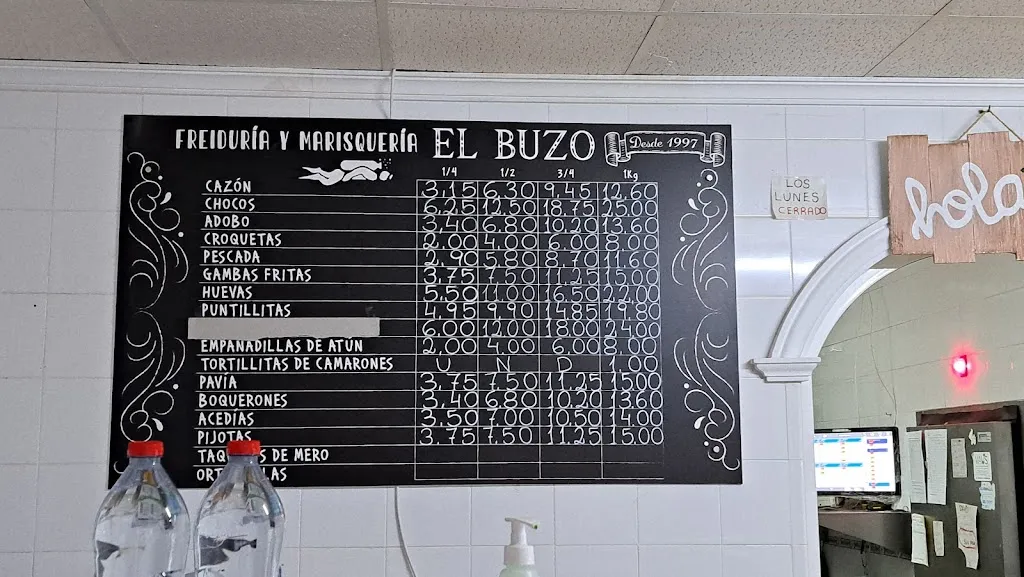 FREIDURÍA Y MARISQUERÍA EL BUZO Desde 1997
1/4 1/2 3/4 1Kg
CAZÓN 3,15 6,30 9,45 12,60
CHOCOS 6,25 12,50 18,75 25,00
ADOBO 3,40 6,80 10,20 13,60
CROQUETAS 2,00 4,00 6,00 8,00
PESCADA 2,90 5,80 8,70 11,60
GAMBAS FRITAS 3,75 7,50 11,25 15,00
HUEVAS 5,50 11,00 16,50 22,00
PUNTILLITAS 4,95 9,90 14,85 19,80
6,00 12,00 18,00 24,00
EMPANADILLAS DE ATÚN 2,00 4,00 6,00 8,00
TORTILLITAS DE CAMARONES U N D 1,00
PAVÍA 3,75 7,50 11,25 15,00
BOQUERONES 3,40 6,80 10,20 13,60
ACEDÍAS 3,50 7,00 10,50 14,00
PIJOTAS 3,75 7,50 11,25 15,00
DE MERO
LOS
LUNES
CERRADO
hola